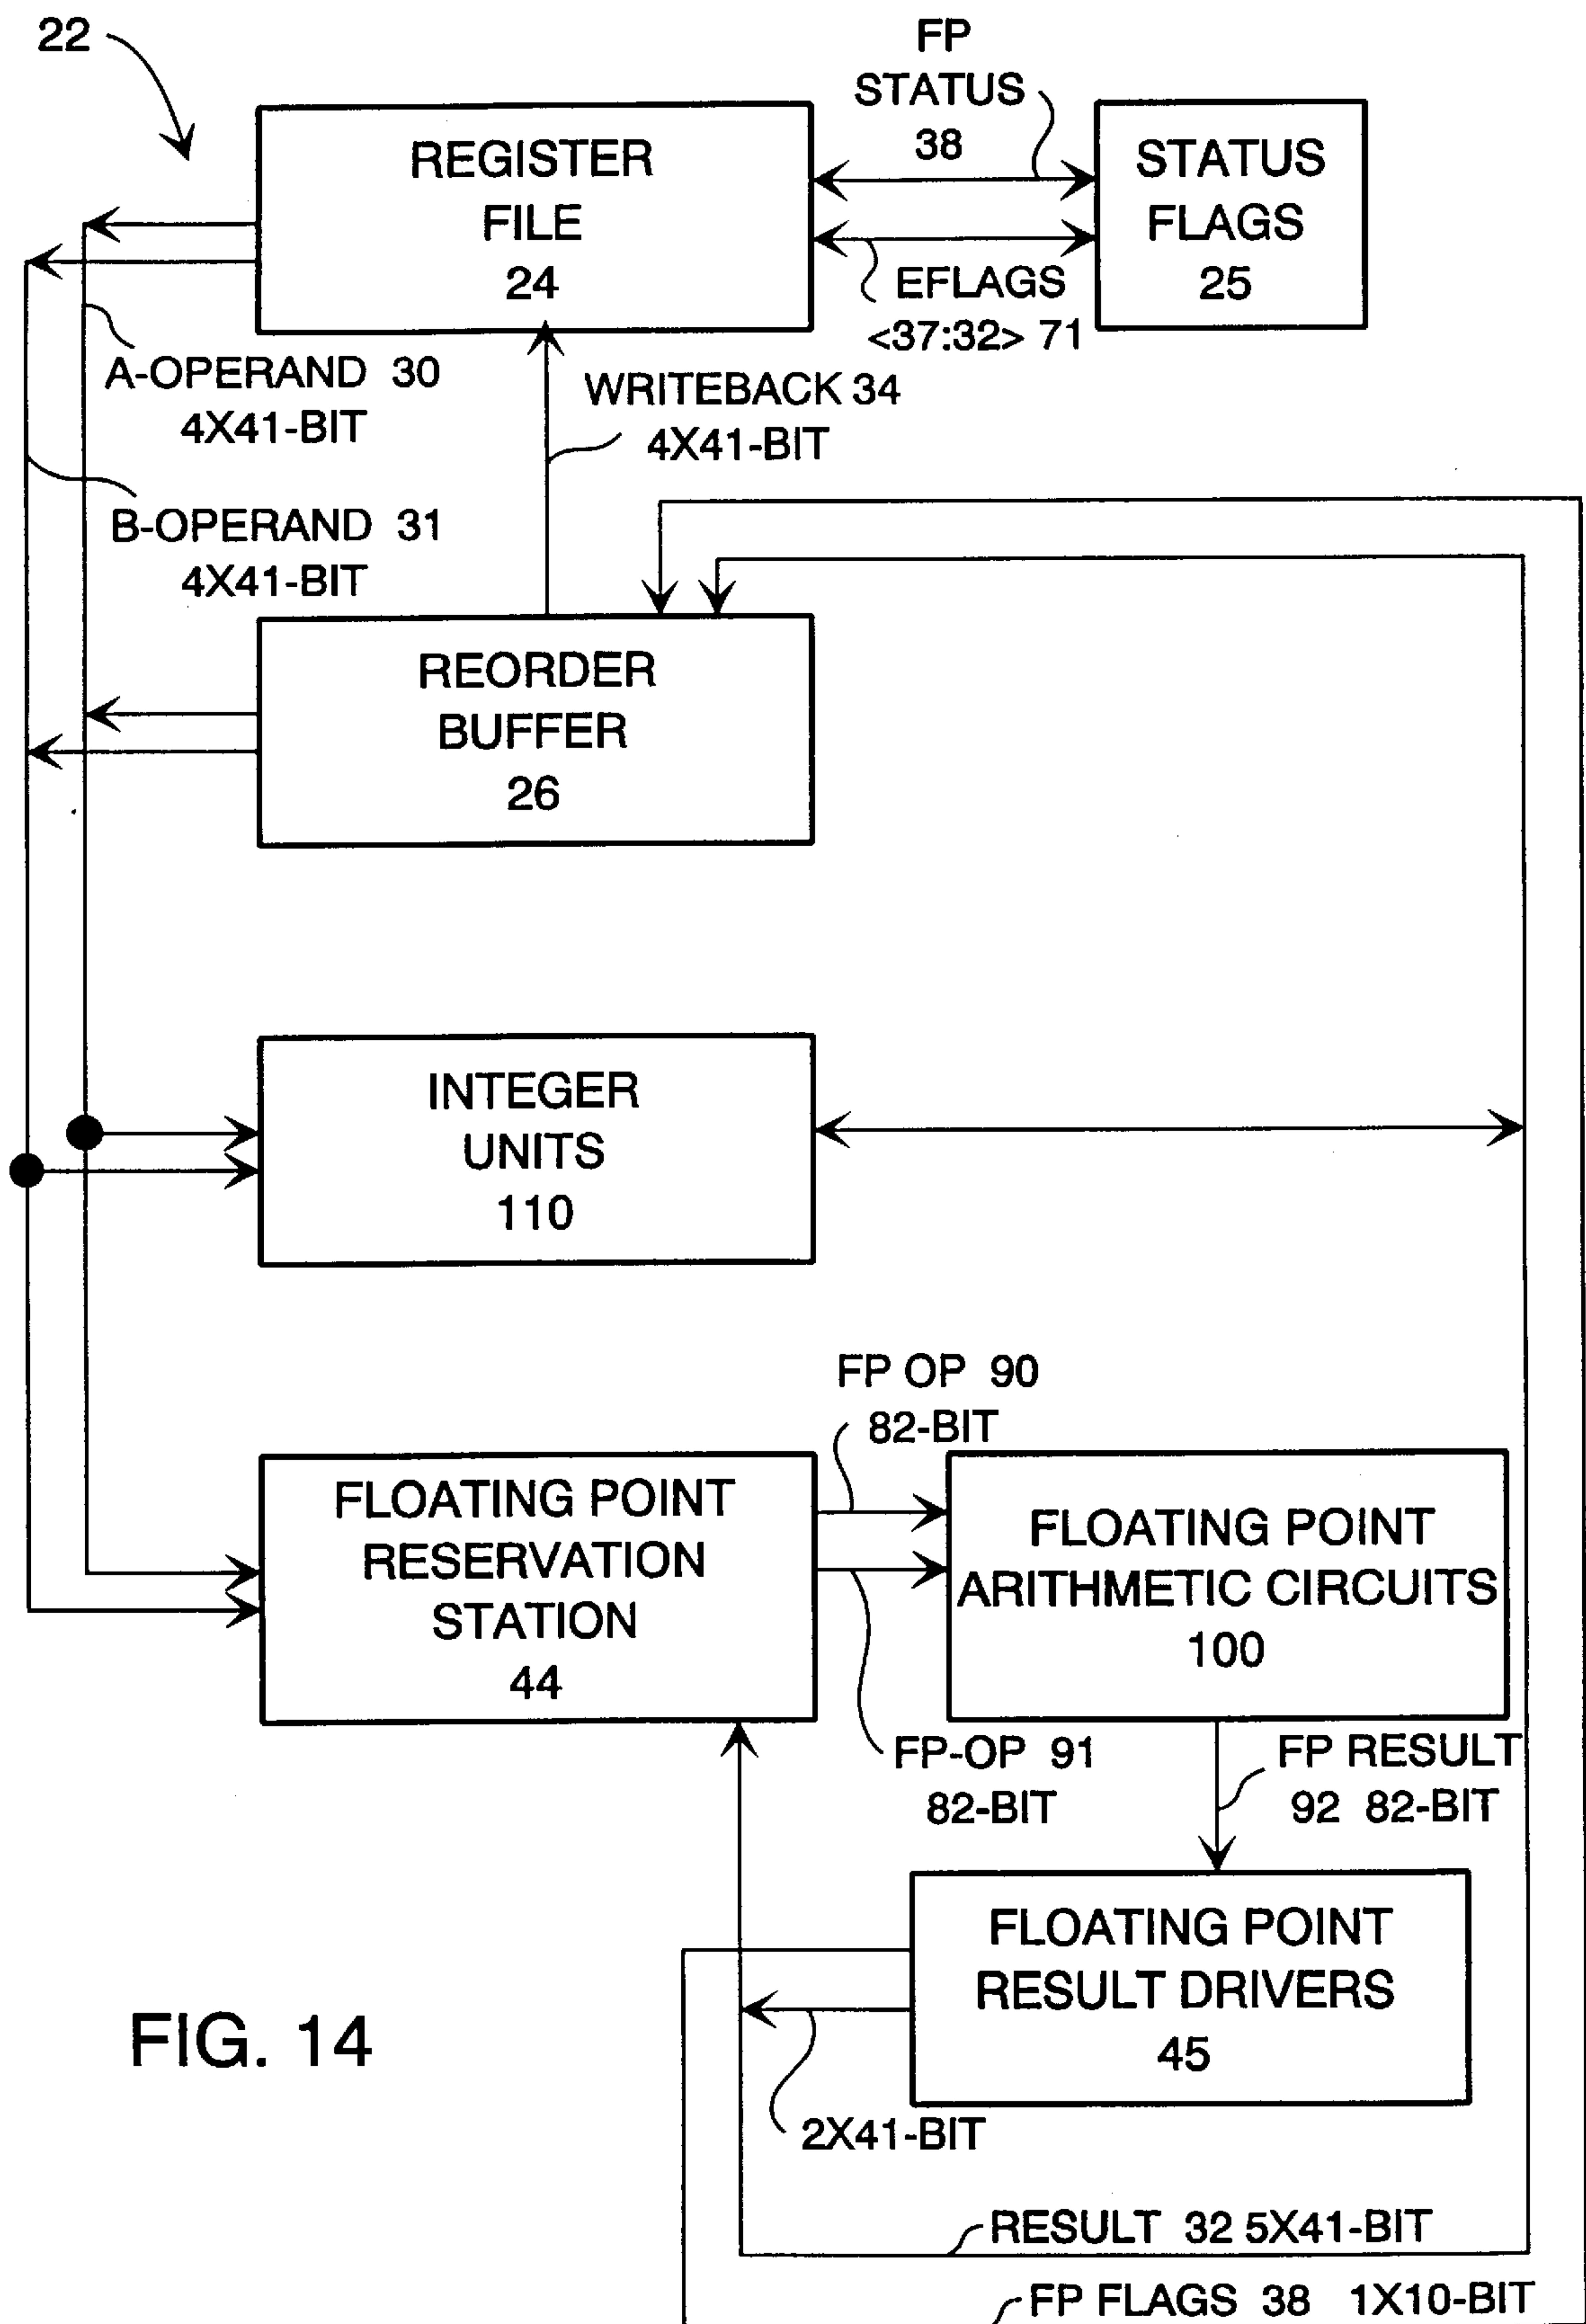 22
FP
STATUS
38
REGISTER
FILE
24
STATUS
FLAGS
25
EFLAGS
<37:32> 71
A-OPERAND 30
4X41-BIT
WRITEBACK 34
4X41-BIT
B-OPERAND 31
4X41-BIT
REORDER
BUFFER
26
INTEGER
UNITS
110
FP OP 90
82-BIT
FLOATING POINT
RESERVATION
STATION
44
FLOATING POINT
ARITHMETIC CIRCUITS
100
FP-OP 91
82-BIT
FP RESULT
92 82-BIT
FLOATING POINT
RESULT DRIVERS
45
FIG. 14
2X41-BIT
RESULT 32 5X41-BIT
FP FLAGS 38 1X10-BIT